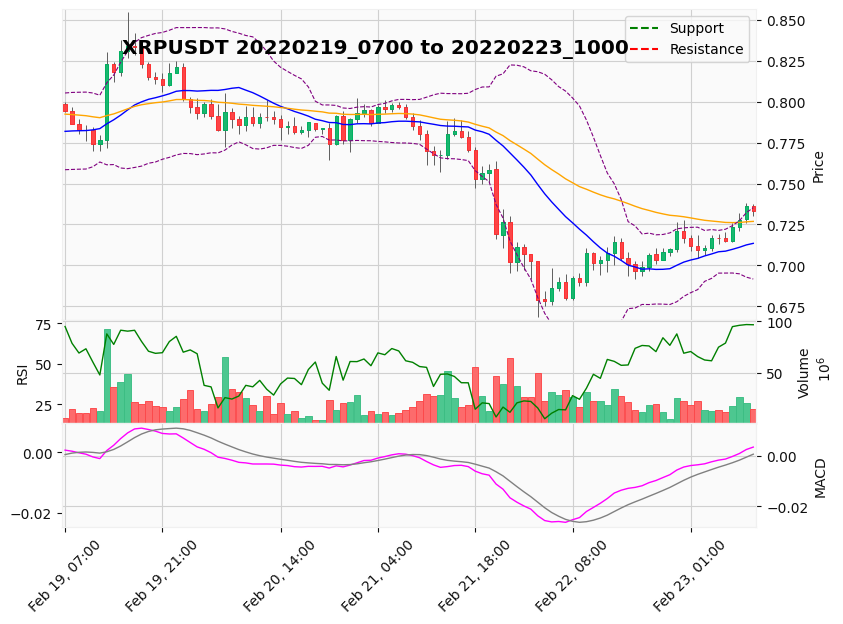 XRPUSDT 20220219_0700 to 20220223_1000
Support
Resistance
0.850
0.825
0.800
0.775
0.750
0.725
0.700
0.675
Price
75
50
25
RSI
100
50
Volume
10^6
0.00
−0.02
0.00
−0.02
MACD
Feb 19, 07:00
Feb 19, 21:00
Feb 20, 14:00
Feb 21, 04:00
Feb 21, 18:00
Feb 22, 08:00
Feb 23, 01:00